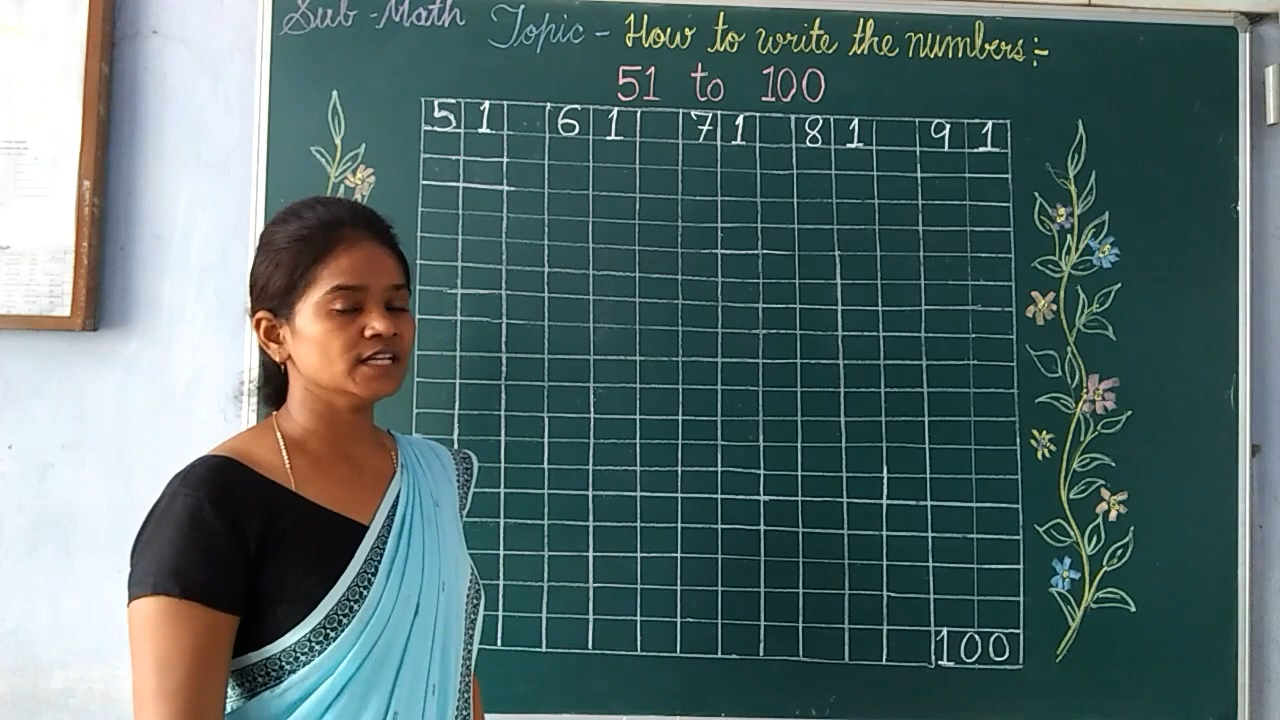 Sub-Math Topic - How to write the numbers:-
51 to 100
51 61 71 81 91
100